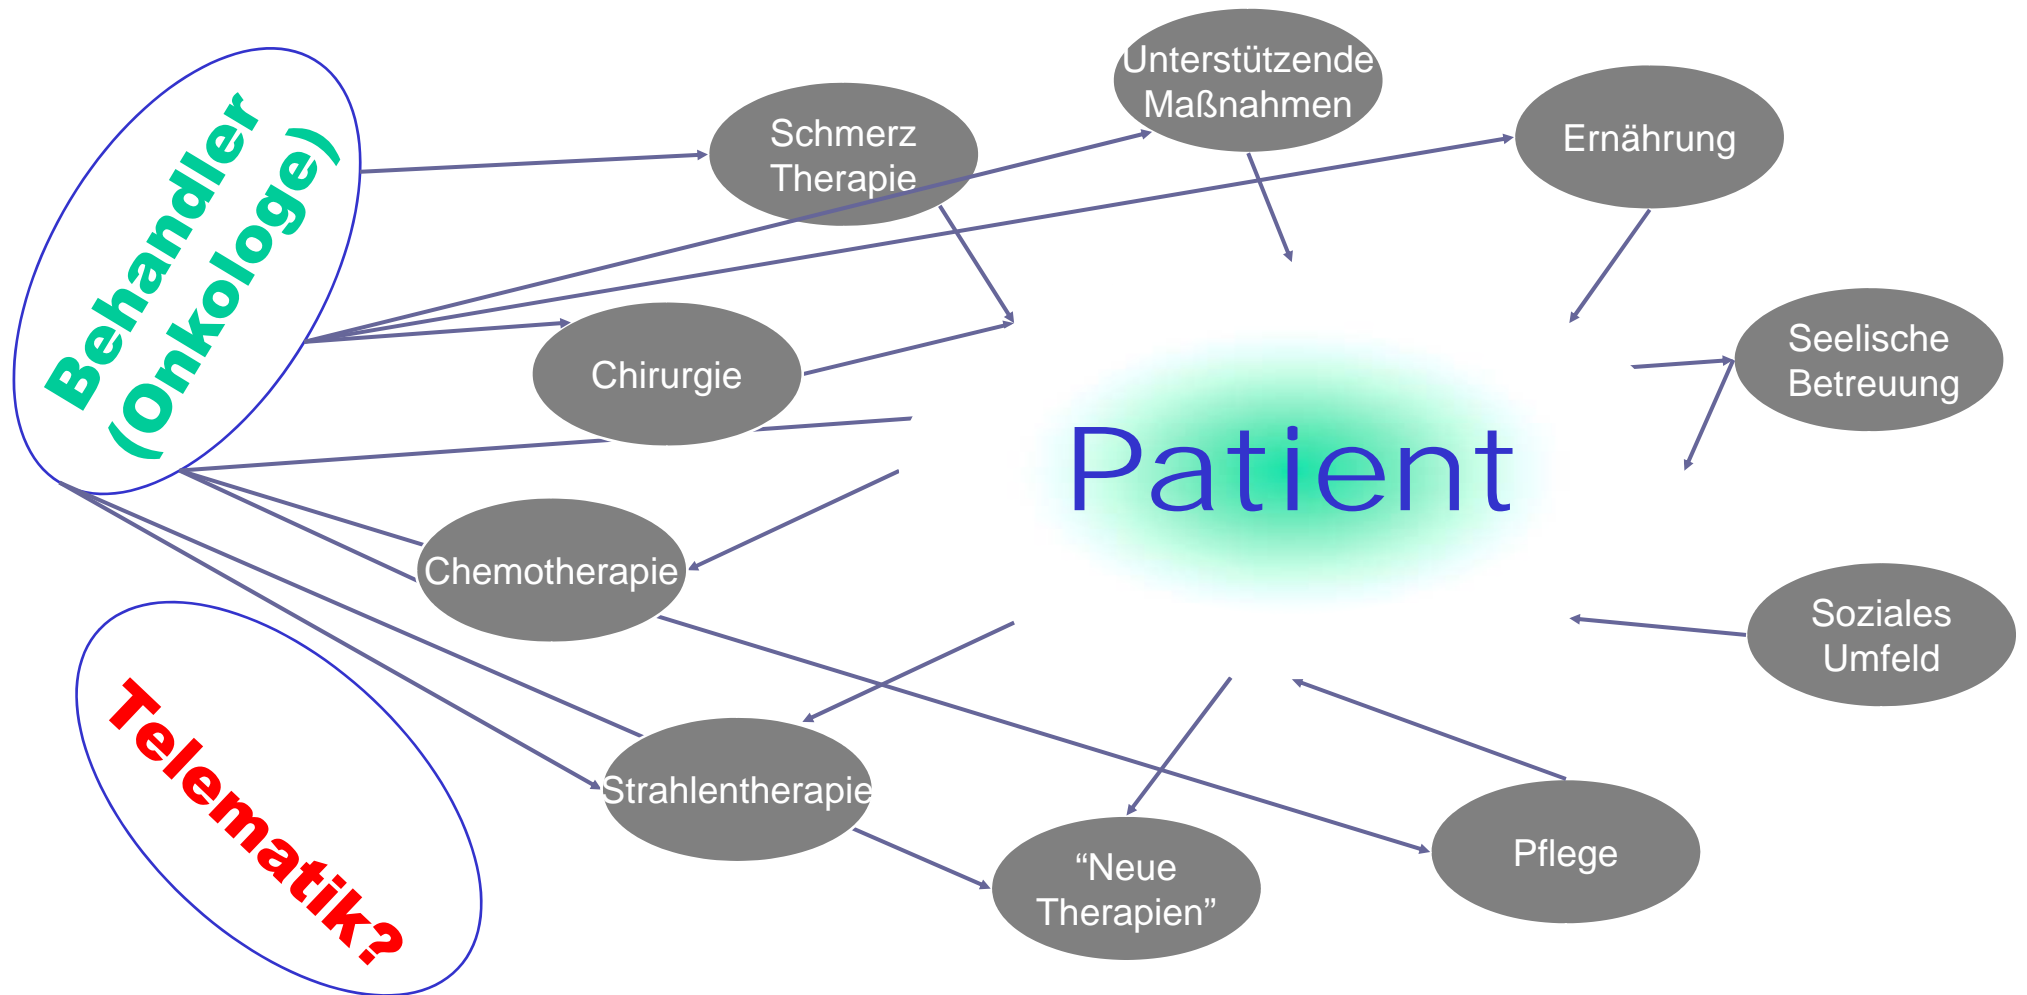 Behandler
(Onkologe)
Schmerz
Therapie
Unterstützende
Maßnahmen
Ernährung
Chirurgie
Seelische
Betreuung
Patient
Chemotherapie
Soziales
Umfeld
Telematik?
Strahlentherapie
“Neue
Therapien”
Pflege